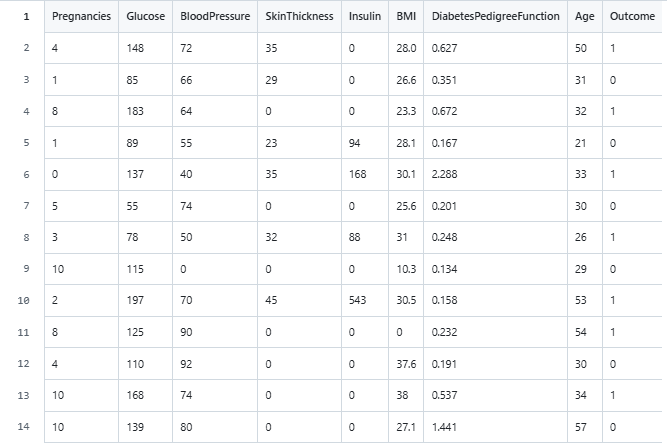 1 Pregnancies Glucose BloodPressure SkinThickness Insulin BMI DiabetesPedigreeFunction Age Outcome
2 4 148 72 35 0 28.0 0.627 50 1
3 1 85 66 29 0 26.6 0.351 31 0
4 8 183 64 0 0 23.3 0.672 32 1
5 1 89 55 23 94 28.1 0.167 21 0
6 0 137 40 35 168 30.1 2.288 33 1
7 5 55 74 0 0 25.6 0.201 30 0
8 3 78 50 32 88 31 0.248 26 1
9 10 115 0 0 0 10.3 0.134 29 0
10 2 197 70 45 543 30.5 0.158 53 1
11 8 125 90 0 0 0 0.232 54 1
12 4 110 92 0 0 37.6 0.191 30 0
13 10 168 74 0 0 38 0.537 34 1
14 10 139 80 0 0 27.1 1.441 57 0